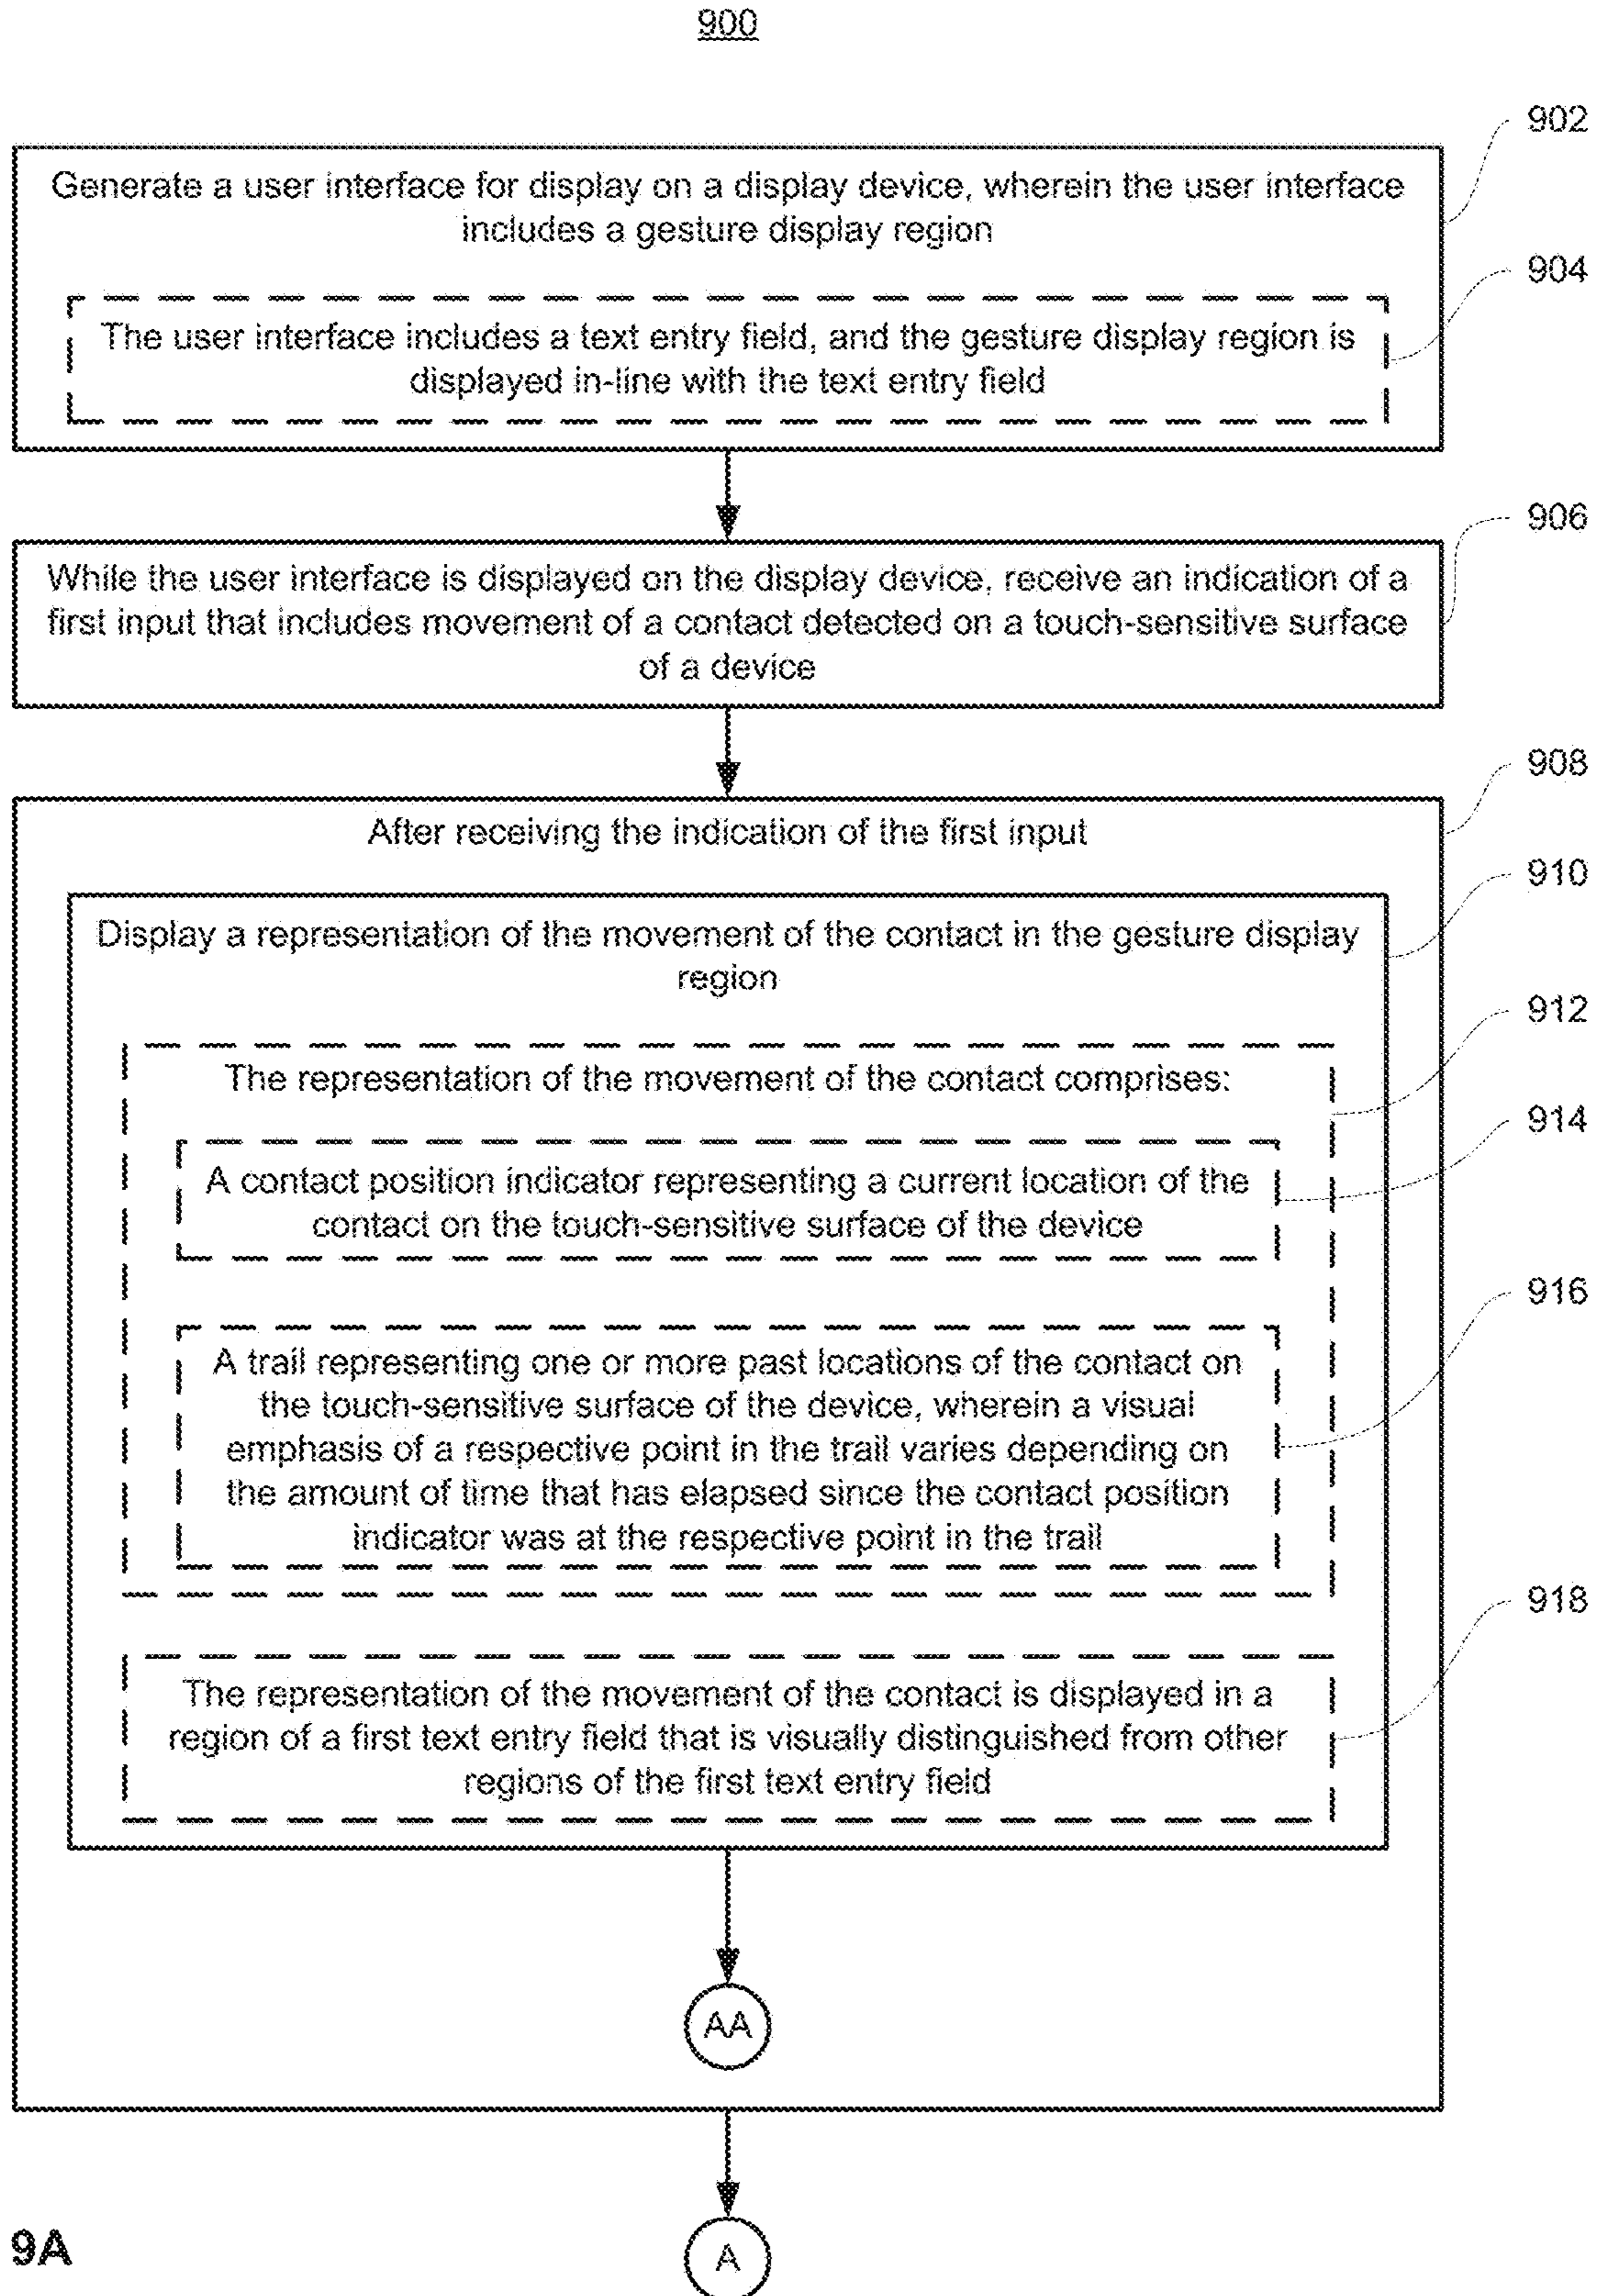 900
902
Generate a user interface for display on a display device, wherein the user interface
includes a gesture display region
904
The user interface includes a text entry field, and the gesture display region is
displayed in-line with the text entry field
906
While the user interface is displayed on the display device, receive an indication of a
first input that includes movement of a contact detected on a touch-sensitive surface
of a device
908
After receiving the indication of the first input
910
Display a representation of the movement of the contact in the gesture display
region
912
The representation of the movement of the contact comprises:
914
A contact position indicator representing a current location of the
contact on the touch-sensitive surface of the device
916
A trail representing one or more past locations of the contact on
the touch-sensitive surface of the device, wherein a visual
emphasis of a respective point in the trail varies depending on
the amount of time that has elapsed since the contact position
indicator was at the respective point in the trail
918
The representation of the movement of the contact is displayed in a
region of a first text entry field that is visually distinguished from other
regions of the first text entry field
AA
9A
A